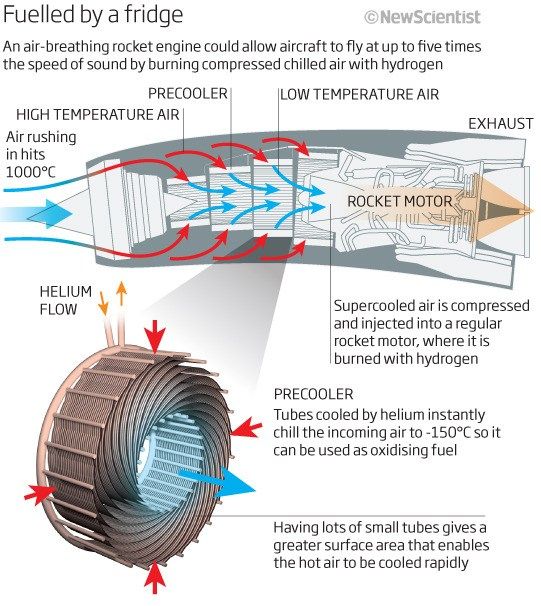 Fuelled by a fridge
©NewScientist
An air-breathing rocket engine could allow aircraft to fly at up to five times
the speed of sound by burning compressed chilled air with hydrogen
PRECOOLER
LOW TEMPERATURE AIR
HIGH TEMPERATURE AIR
EXHAUST
Air rushing
in hits
1000°C
ROCKET MOTOR
HELIUM
FLOW
Supercooled air is compressed
and injected into a regular
rocket motor, where it is
burned with hydrogen
PRECOOLER
Tubes cooled by helium instantly
chill the incoming air to -150°C so it
can be used as oxidising fuel
Having lots of small tubes gives a
greater surface area that enables
the hot air to be cooled rapidly